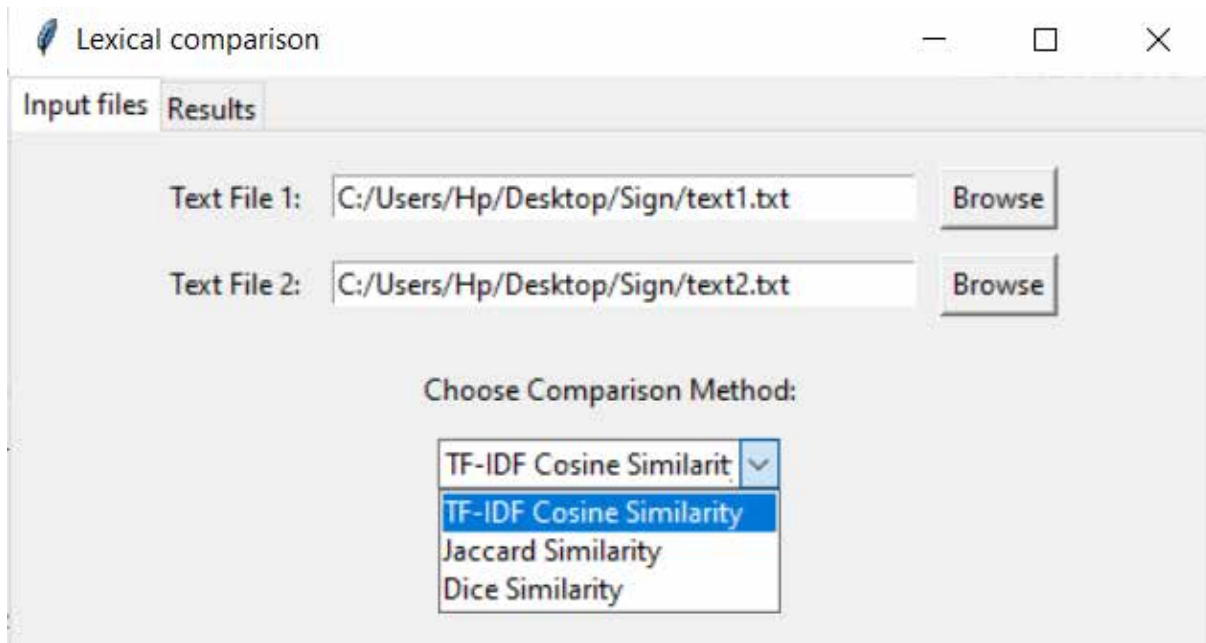 Lexical comparison
Input files Results
Text File 1: C:/Users/Hp/Desktop/Sign/text1.txt Browse
Text File 2: C:/Users/Hp/Desktop/Sign/text2.txt Browse
Choose Comparison Method:
TF-IDF Cosine Similarit
TF-IDF Cosine Similarity
Jaccard Similarity
Dice Similarity